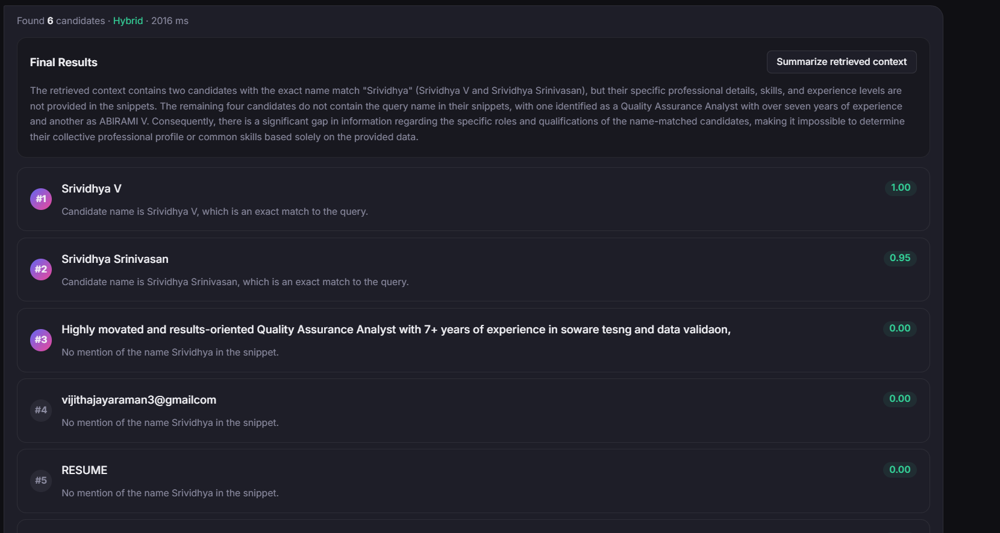 Found 6 candidates · Hybrid · 2016 ms
Final Results
Summarize retrieved context
The retrieved context contains two candidates with the exact name match "Srividhya" (Srividhya V and Srividhya Srinivasan), but their specific professional details, skills, and experience levels are
not provided in the snippets. The remaining four candidates do not contain the query name in their snippets, with one identified as a Quality Assurance Analyst with over seven years of experience
and another as ABIRAMI V. Consequently, there is a significant gap in information regarding the specific roles and qualifications of the name-matched candidates, making it impossible to determine
their collective professional profile or common skills based solely on the provided data.
#1
Srividhya V
1.00
Candidate name is Srividhya V, which is an exact match to the query.
#2
Srividhya Srinivasan
0.95
Candidate name is Srividhya Srinivasan, which is an exact match to the query.
#3
Highly movated and results-oriented Quality Assurance Analyst with 7+ years of experience in soware tesng and data validaon,
0.00
No mention of the name Srividhya in the snippet.
#4
vijithajayaraman3@gmailcom
0.00
No mention of the name Srividhya in the snippet.
#5
RESUME
0.00
No mention of the name Srividhya in the snippet.